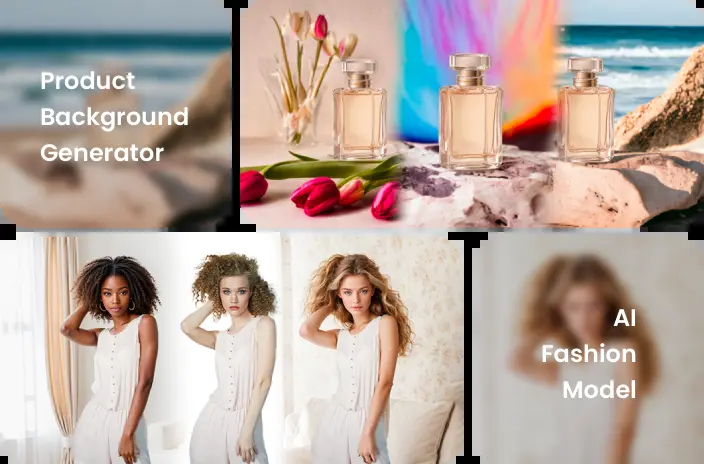 Product
Background
Generator
AI
Fashion
Model